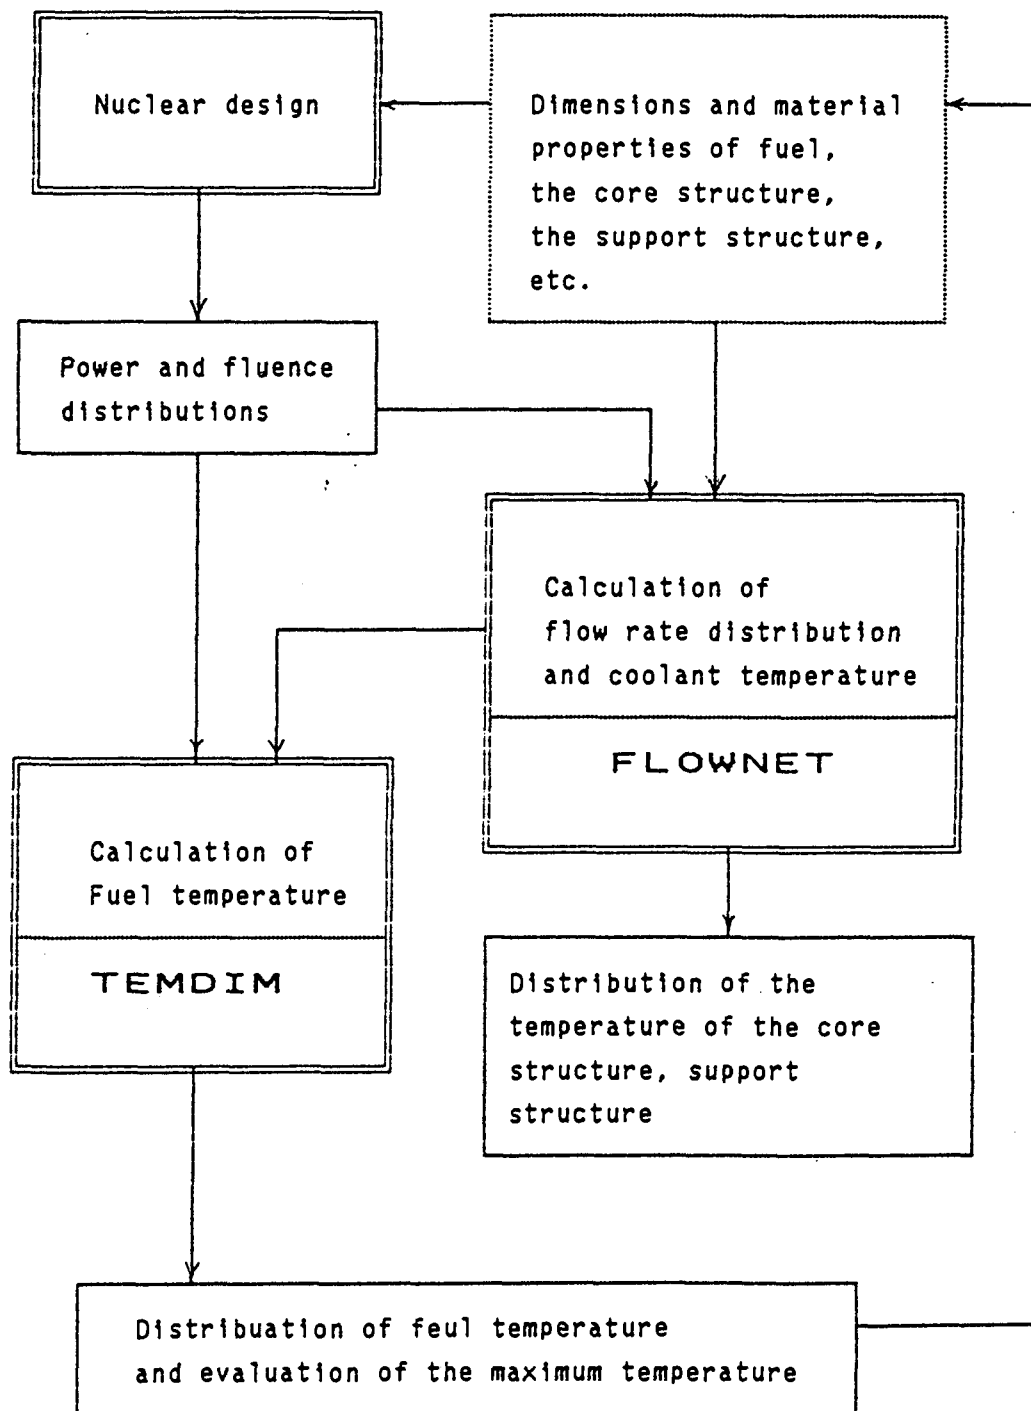 Nuclear design
Dimensions and material
properties of fuel,
the core structure,
the support structure,
etc.
Power and fluence
distributions
Calculation of
flow rate distribution
and coolant temperature
FLOWNET
Calculation of
Fuel temperature
TEMDIM
Distribution of the
temperature of the core
structure, support
structure
Distribuation of feul temperature
and evaluation of the maximum temperature